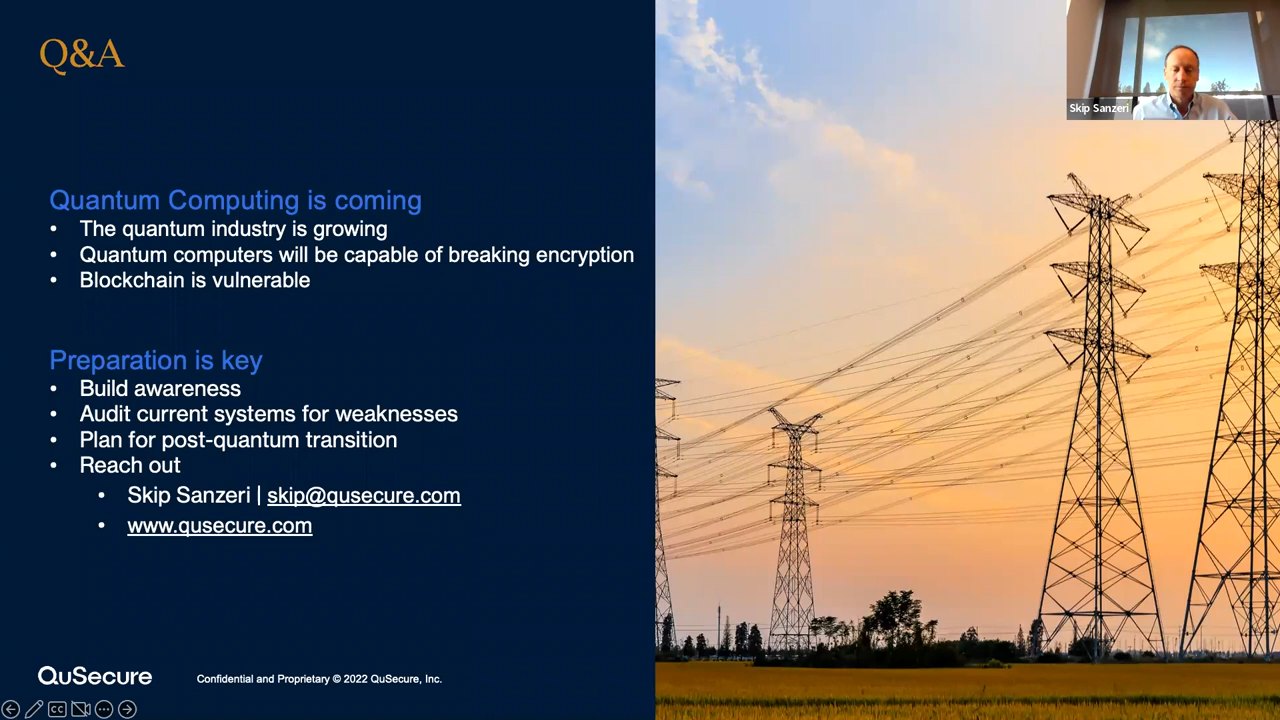 Q&A
Skip Sanzeri
Quantum Computing is coming
• The quantum industry is growing
• Quantum computers will be capable of breaking encryption
• Blockchain is vulnerable
Preparation is key
• Build awareness
• Audit current systems for weaknesses
• Plan for post-quantum transition
• Reach out
• Skip Sanzeri | skip@qusecure.com
• www.qusecure.com
QuSecure
Confidential and Proprietary © 2022 QuSecure, Inc.
CC